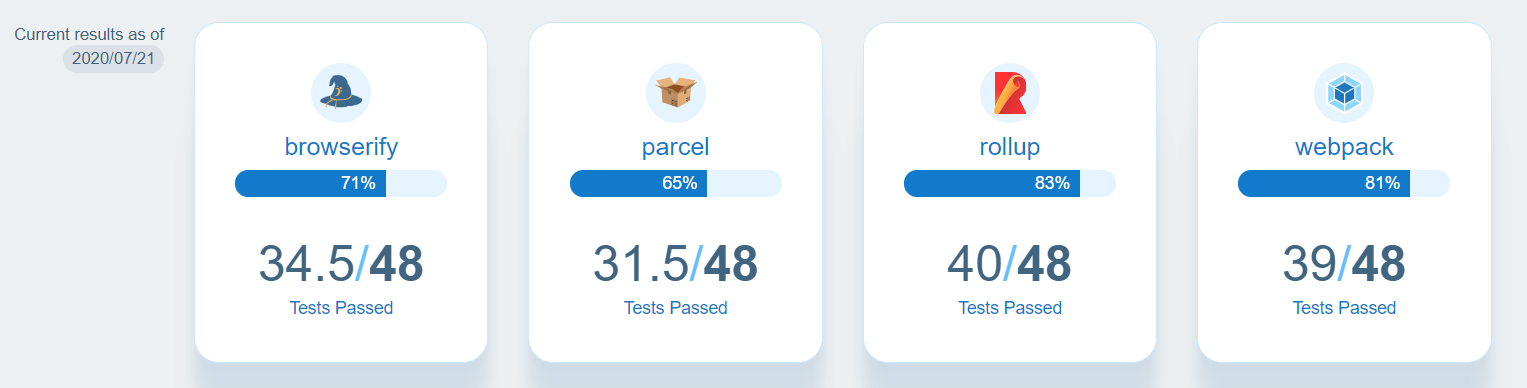 Current results as of
2020/07/21
browserify
71%
34.5/48
Tests Passed
parcel
65%
31.5/48
Tests Passed
rollup
83%
40/48
Tests Passed
webpack
81%
39/48
Tests Passed